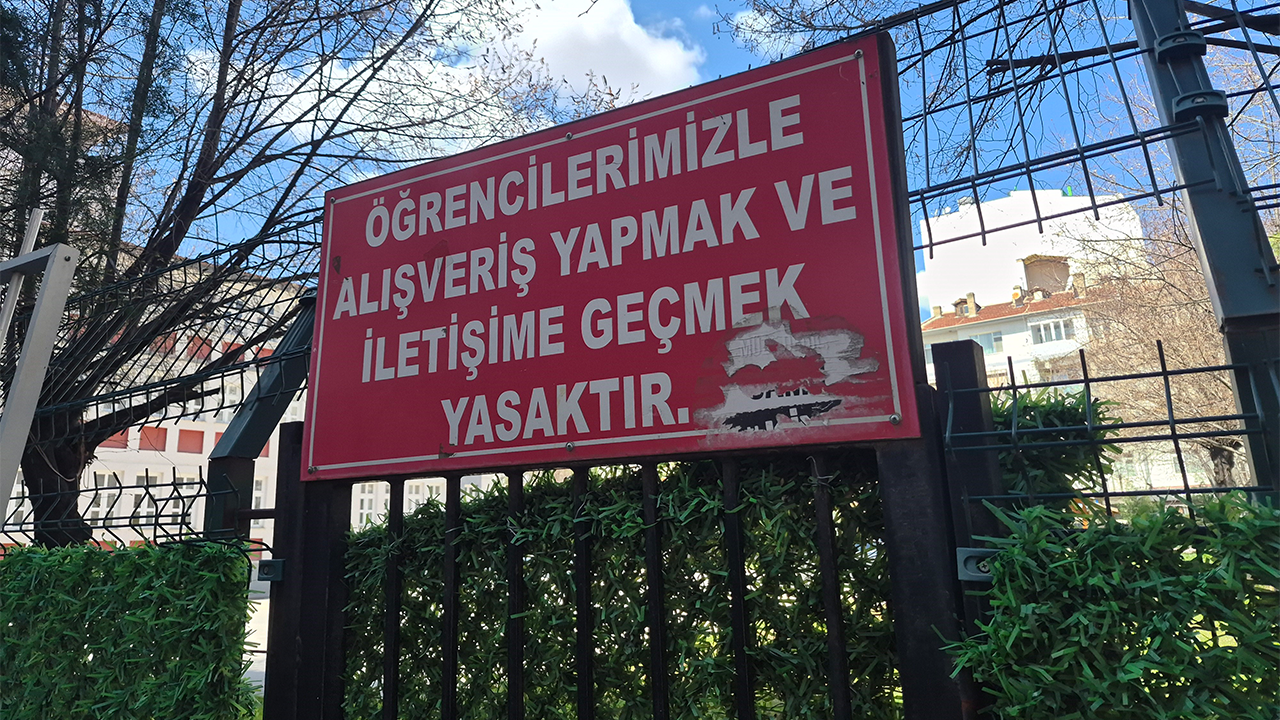 ÖĞRENCİLERİMİZLE
ALIŞVERİŞ YAPMAK VE
İLETİŞİME GEÇMEK
YASAKTIR.